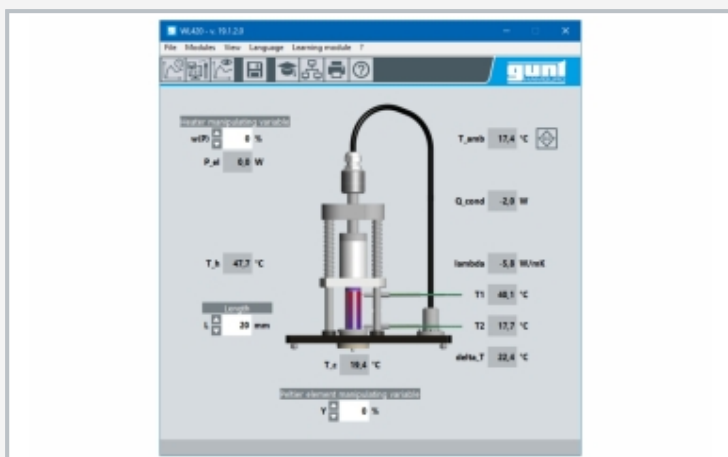 WL420 - v. 10.1.2.0
File Modules View Language Learning module ?
gunt
Heater manipulating variable
w(P) 0 %
P_el 0,0 W
T_amb 17,4 °C
Q_cond -2,0 W
T_h 47,7 °C
lambda -5,8 W/mK
T1 40,1 °C
Length
L 20 mm
T2 17,7 °C
T_c 19,4 °C
delta_T 22,4 °C
Peltier element manipulating variable
Y 0 %